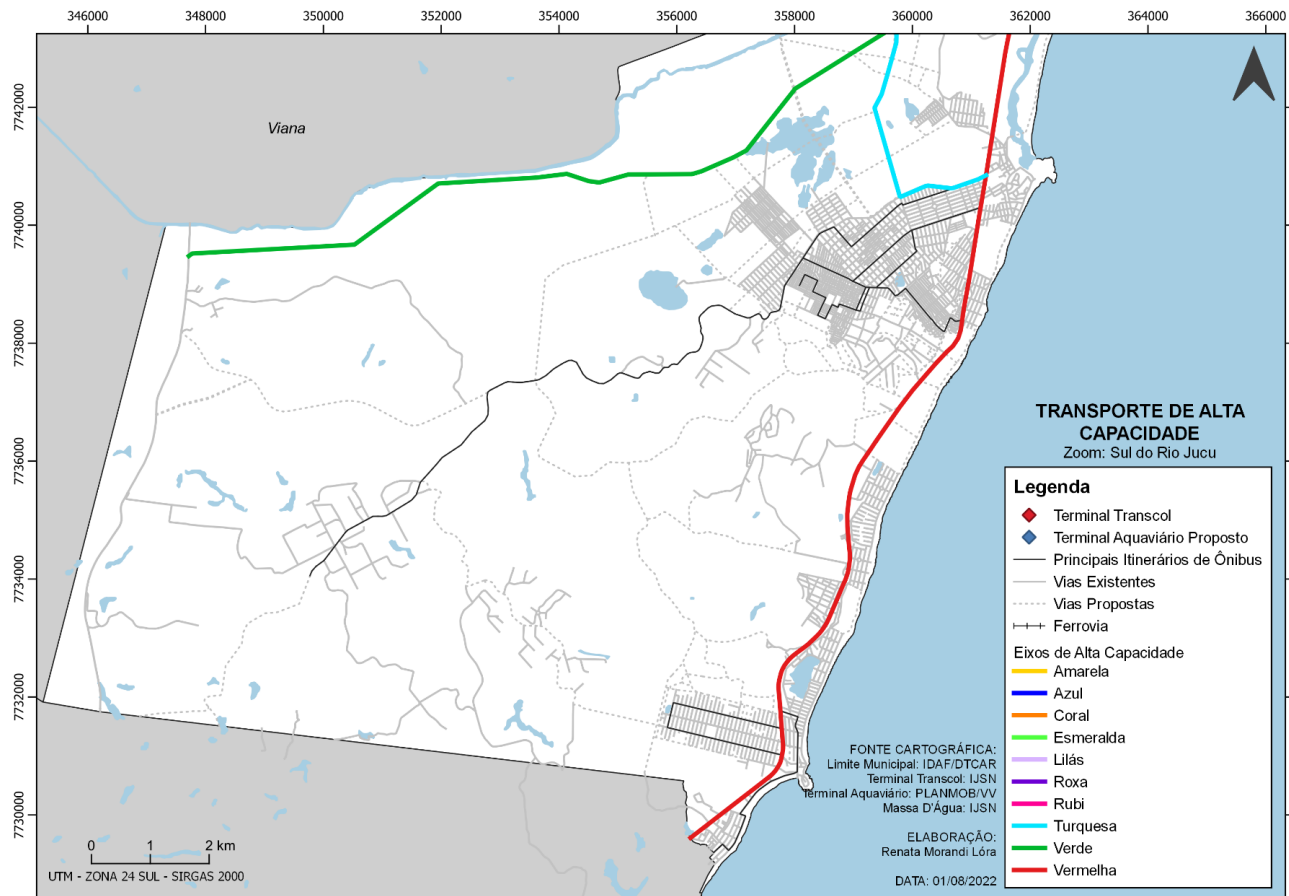 346000 348000 350000 352000 354000 356000 358000 360000 362000 364000 366000
7742000
7740000
7738000
7736000
7734000
7732000
7730000
Viana
TRANSPORTE DE ALTA
CAPACIDADE
Zoom: Sul do Rio Jucu
Legenda
Terminal Transcol
Terminal Aquaviário Proposto
Principais Itinerários de Ônibus
Vias Existentes
Vias Propostas
Ferrovia
Eixos de Alta Capacidade
Amarela
Azul
Coral
Esmeralda
Lilás
Roxa
Rubi
Turquesa
Verde
Vermelha
FONTE CARTOGRÁFICA:
Limite Municipal: IDAF/DTCAR
Terminal Transcol: IJSN
Terminal Aquaviário: PLANMOB/VV
Massa D'Água: IJSN
ELABORAÇÃO:
Renata Morandi Lóra
DATA: 01/08/2022
0 1 2 km
UTM - ZONA 24 SUL - SIRGAS 2000